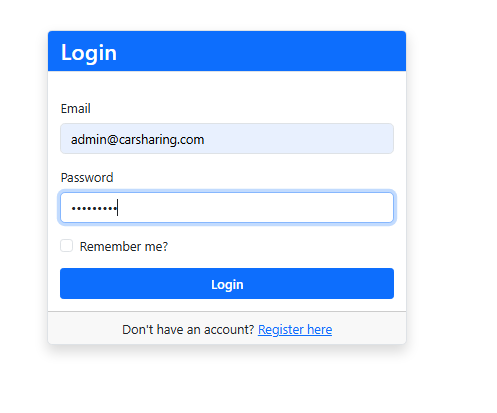 Login
Email
admin@carsharing.com
Password
•••••••••
Remember me?
Login
Don't have an account? Register here